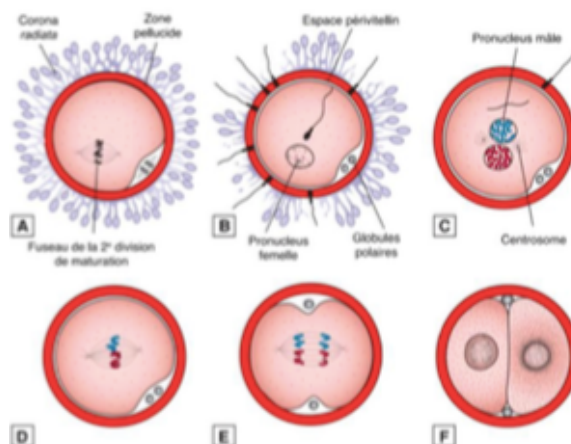 Corona
radiata
Zone
pellucide
Espace périvitellin
Pronucleus mâle
A
B
C
Fuseau de la 2e division
de maturation
Pronucleus
femelle
Globules
polaires
Centrosome
D
E
F